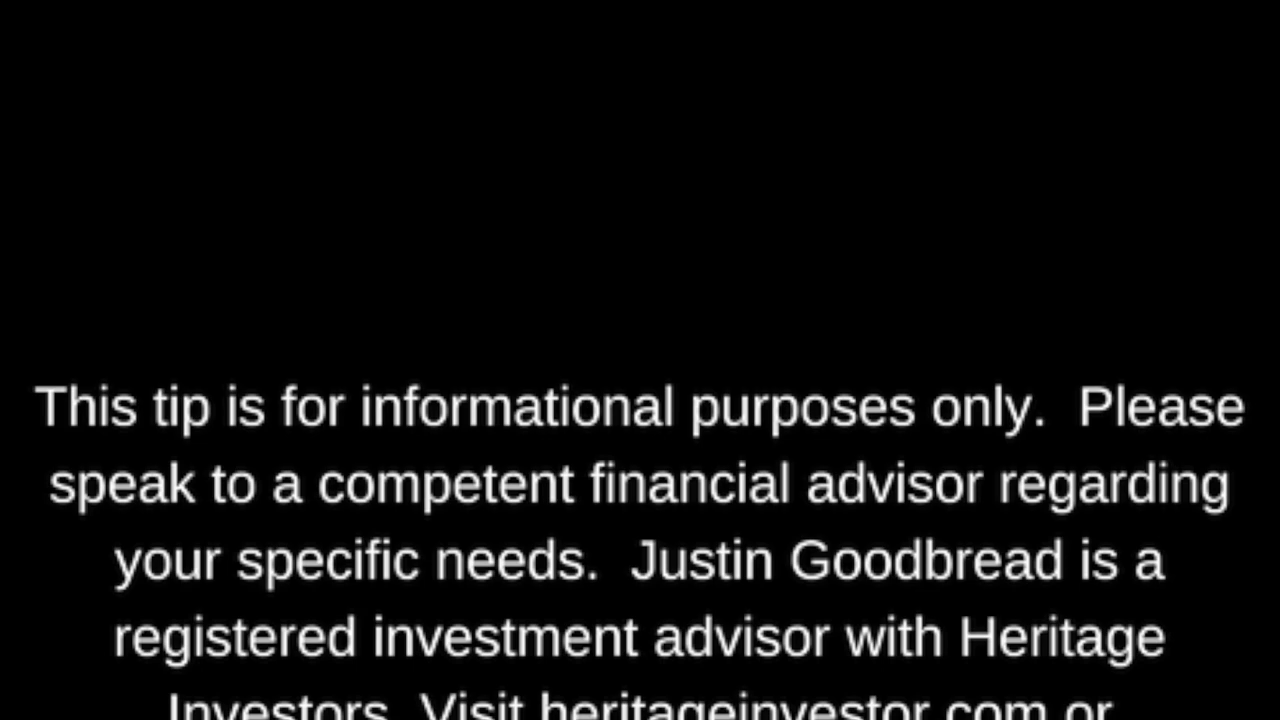 This tip is for informational purposes only.  Please
speak to a competent financial advisor regarding
your specific needs.  Justin Goodbread is a
registered investment advisor with Heritage
Investors. Visit heritageinvestor.com or